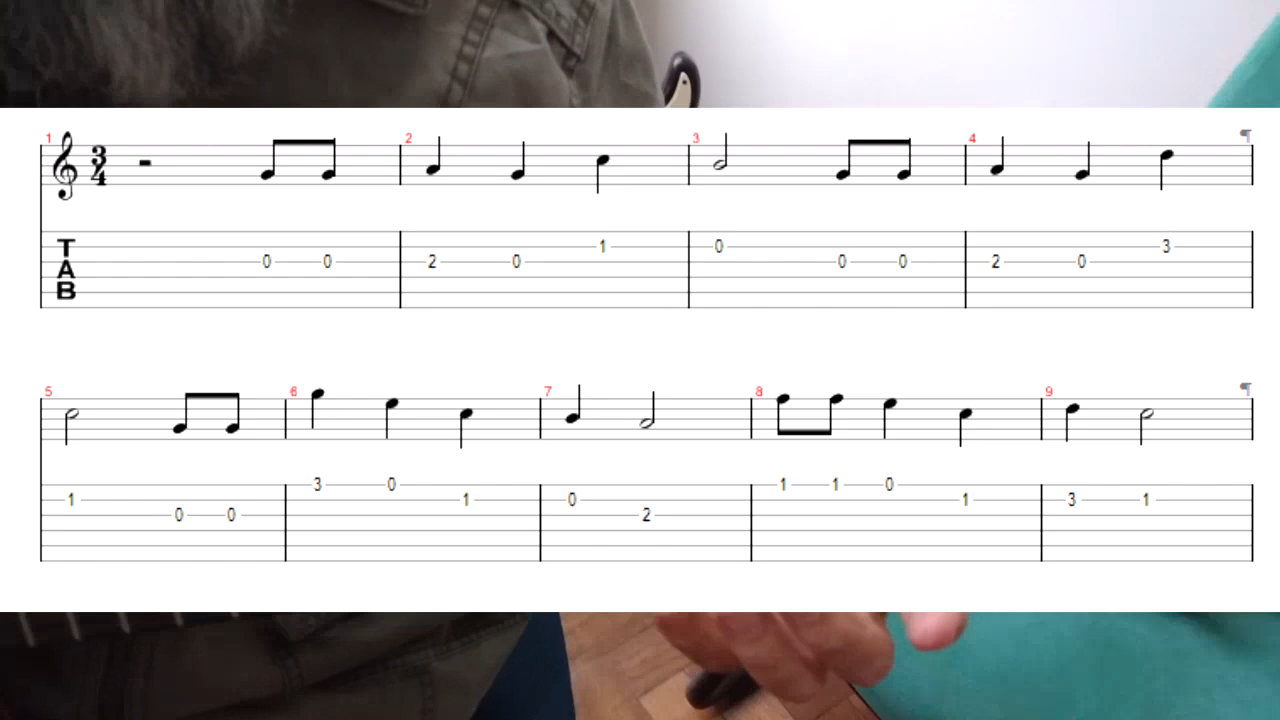 1 2 3 4 ¶
3
4
T 1 0 3
A 0 0 2 0 0 0 2 0
B
5 6 7 8 9 ¶
3 0 1 1 0
1 1 0 1 3 1
0 0 2